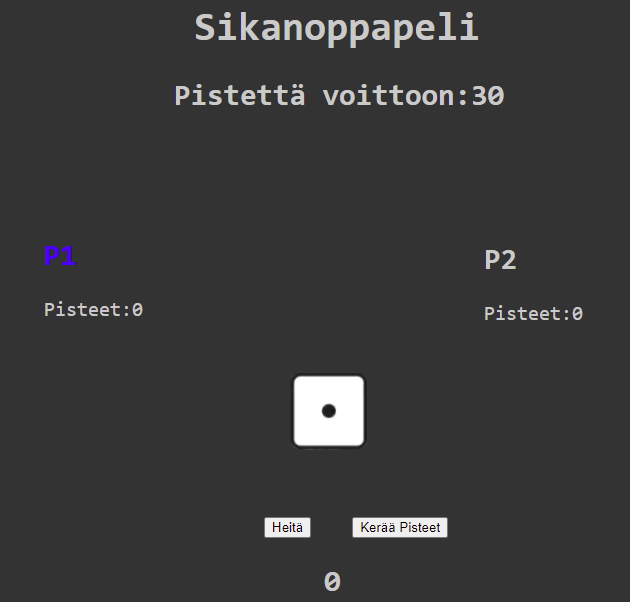 Sikanoppapeli
Pistettä voittoon:30
P1
P2
Pisteet:0
Pisteet:0
Heitä
Kerää Pisteet
0